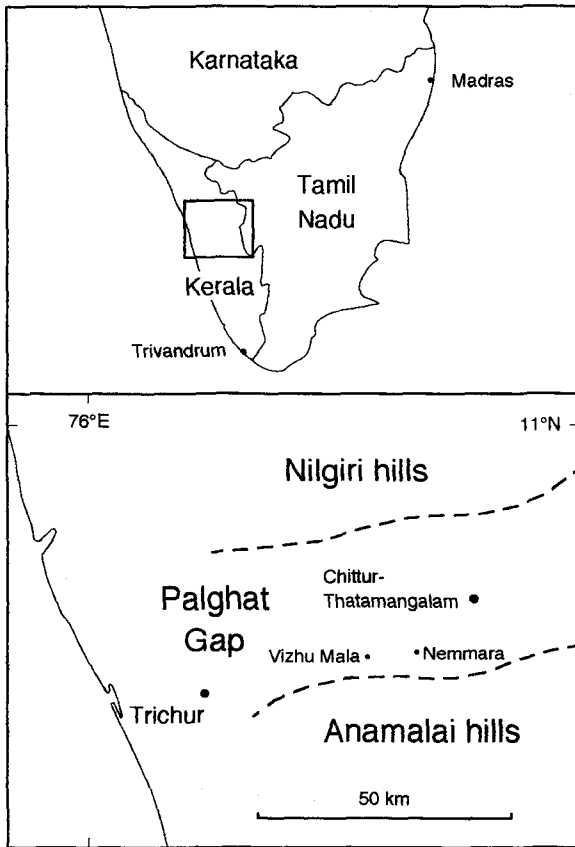 Karnataka
Madras
Tamil
Nadu
Kerala
Trivandrum
76°E
11°N
Nilgiri hills
Chittur-
Thatamangalam
Palghat
Gap
Vizhu Mala
Nemmara
Trichur
Anamalai hills
50 km